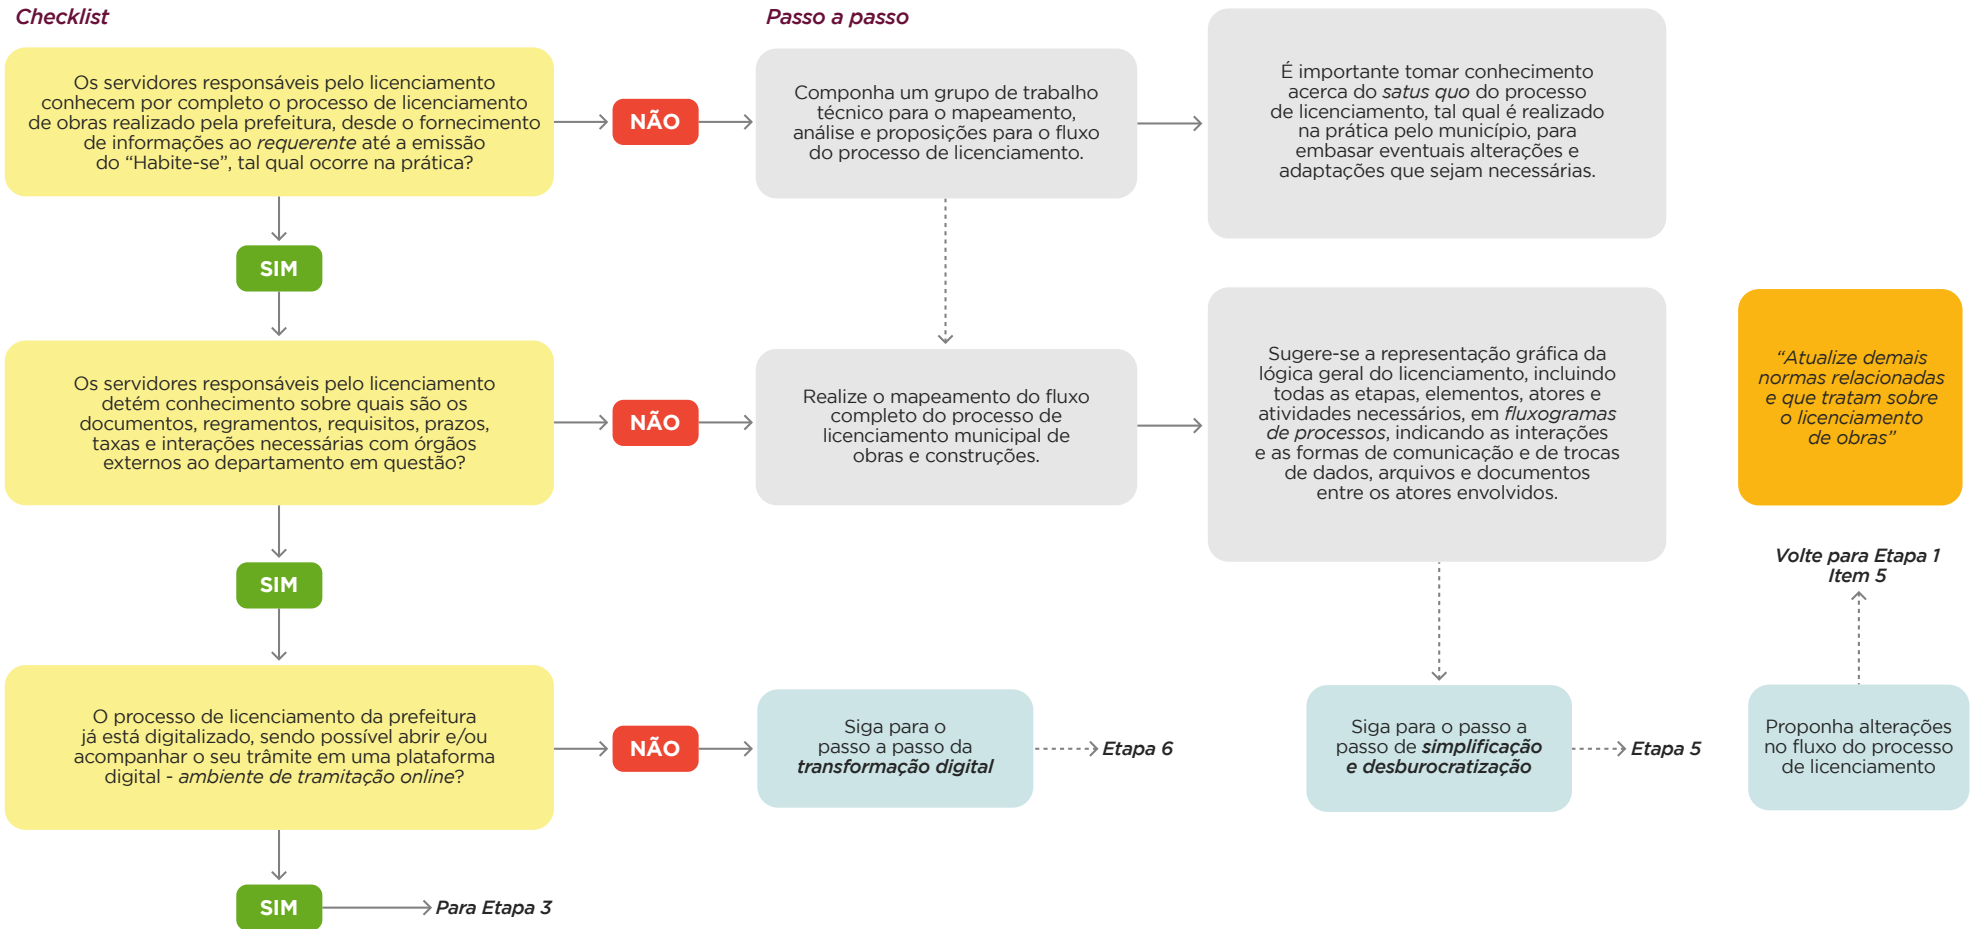 Checklist
Passo a passo
Os servidores responsáveis pelo licenciamento
conhecem por completo o processo de licenciamento
de obras realizado pela prefeitura, desde o fornecimento
de informações ao requerente até a emissão
do “Habite-se”, tal qual ocorre na prática?
NÃO
Componha um grupo de trabalho
técnico para o mapeamento,
análise e proposições para o fluxo
do processo de licenciamento.
É importante tomar conhecimento
acerca do satus quo do processo
de licenciamento, tal qual é realizado
na prática pelo município, para
embasar eventuais alterações e
adaptações que sejam necessárias.
SIM
Os servidores responsáveis pelo licenciamento
detém conhecimento sobre quais são os
documentos, regramentos, requisitos, prazos,
taxas e interações necessárias com órgãos
externos ao departamento em questão?
NÃO
Realize o mapeamento do fluxo
completo do processo de
licenciamento municipal de
obras e construções.
Sugere-se a representação gráfica da
lógica geral do licenciamento, incluindo
todas as etapas, elementos, atores e
atividades necessários, em fluxogramas
de processos, indicando as interações
e as formas de comunicação e de trocas
de dados, arquivos e documentos
entre os atores envolvidos.
“Atualize demais
normas relacionadas
e que tratam sobre
o licenciamento
de obras”
Volte para Etapa 1
Item 5
SIM
O processo de licenciamento da prefeitura
já está digitalizado, sendo possível abrir e/ou
acompanhar o seu trâmite em uma plataforma
digital - ambiente de tramitação online?
NÃO
Siga para o
passo a passo da
transformação digital
Etapa 6
Siga para o passo a
passo de simplificação
e desburocratização
Etapa 5
Proponha alterações
no fluxo do processo
de licenciamento
SIM
Para Etapa 3